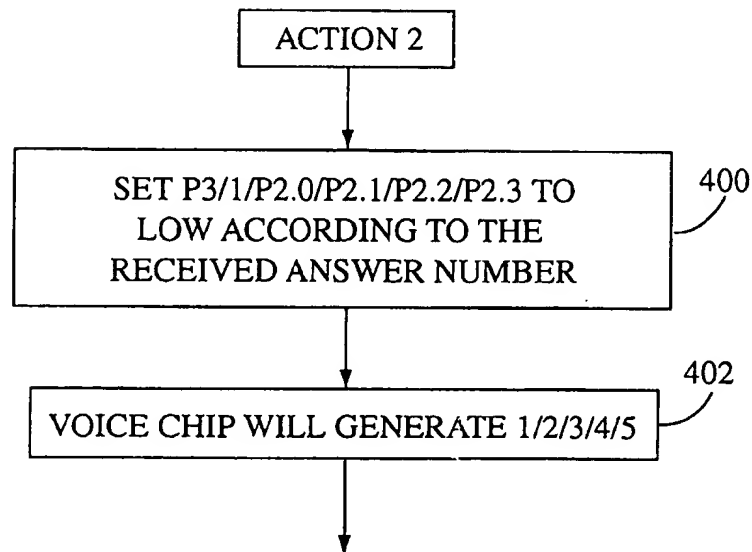 ACTION 2
SET P3/1/P2.0/P2.1/P2.2/P2.3 TO
LOW ACCORDING TO THE
RECEIVED ANSWER NUMBER
400
VOICE CHIP WILL GENERATE 1/2/3/4/5
402